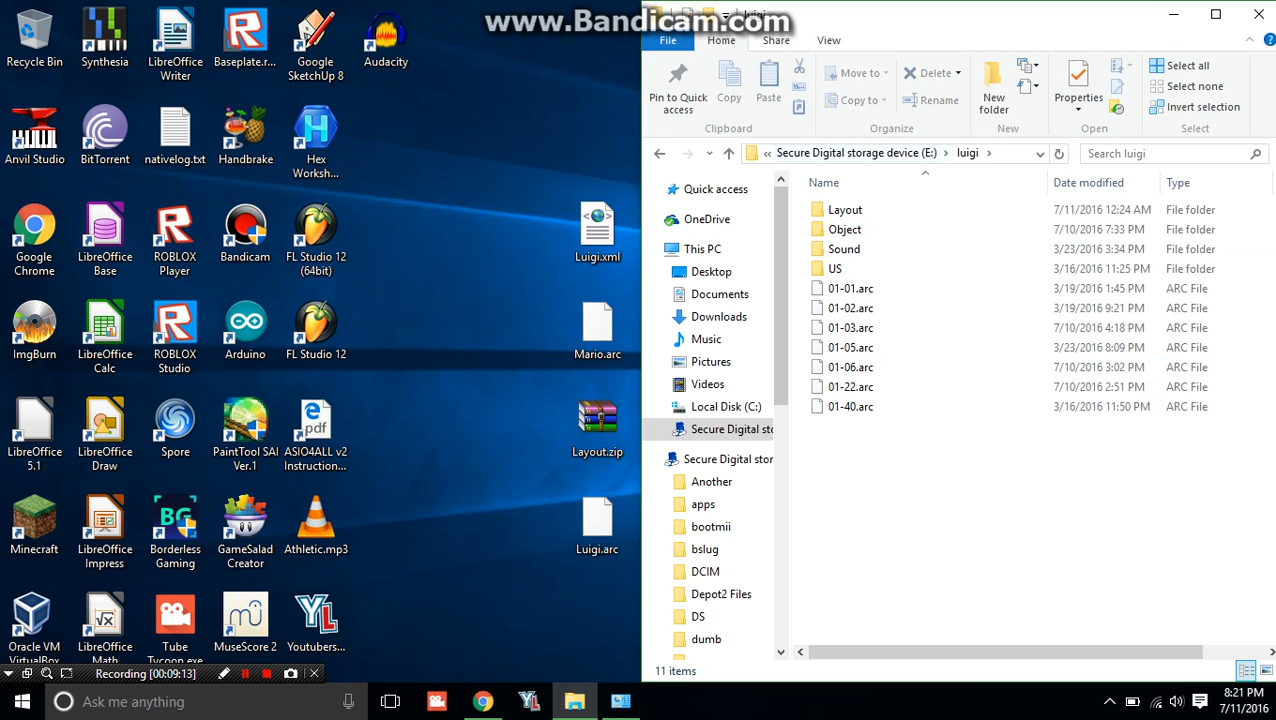 www.Bandicam.com
luigi
File Home Share View
Pin to Quick access
Copy
Paste
Move to
Copy to
Delete
Rename
New folder
Properties
Select all
Select none
Invert selection
Clipboard Organize New Open Select
« Secure Digital storage device (E:) › luigi ›
Search luigi
Name Date modified Type
Layout 7/11/2016 12:24 AM File folder
Object 7/10/2016 7:33 PM File folder
Sound 3/23/2016 3:34 PM File folder
US 3/16/2016 11:25 PM File folder
01-01.arc 3/19/2016 1:45 PM ARC File
01-02.arc 3/19/2016 9:21 PM ARC File
01-03.arc 7/10/2016 4:18 PM ARC File
01-05.arc 3/23/2016 8:09 PM ARC File
01-06.arc 7/10/2016 3:02 PM ARC File
01-22.arc 7/10/2016 2:51 PM ARC File
01-40.arc 3/16/2016 11:50 PM ARC File
Quick access
OneDrive
This PC
Desktop
Documents
Downloads
Music
Pictures
Videos
Local Disk (C:)
Secure Digital sto
Secure Digital stor
Another
apps
bootmii
bslug
DCIM
Depot2 Files
DS
dumb
11 items
Recycle Bin
Synthesia
LibreOffice Writer
Baseplate.r...
Google SketchUp 8
Audacity
Anvil Studio
BitTorrent
nativelog.txt
Handbrake
Hex Worksh...
Google Chrome
LibreOffice Base
ROBLOX Player
Bandicam
FL Studio 12 (64bit)
Luigi.xml
ImgBurn
LibreOffice Calc
ROBLOX Studio
Arduino
FL Studio 12
Mario.arc
LibreOffice 5.1
LibreOffice Draw
Spore
PaintTool SAI Ver.1
ASIO4ALL v2 Instruction...
Layout.zip
Minecraft
LibreOffice Impress
Borderless Gaming
GameSalad Creator
Athletic.mp3
Luigi.arc
Oracle VM VirtualBox
LibreOffice Math
Tube Tycoon.exe
MuseScore 2
Youtubers...
Recording [00:09:13]
Ask me anything
8:21 PM
7/11/2016